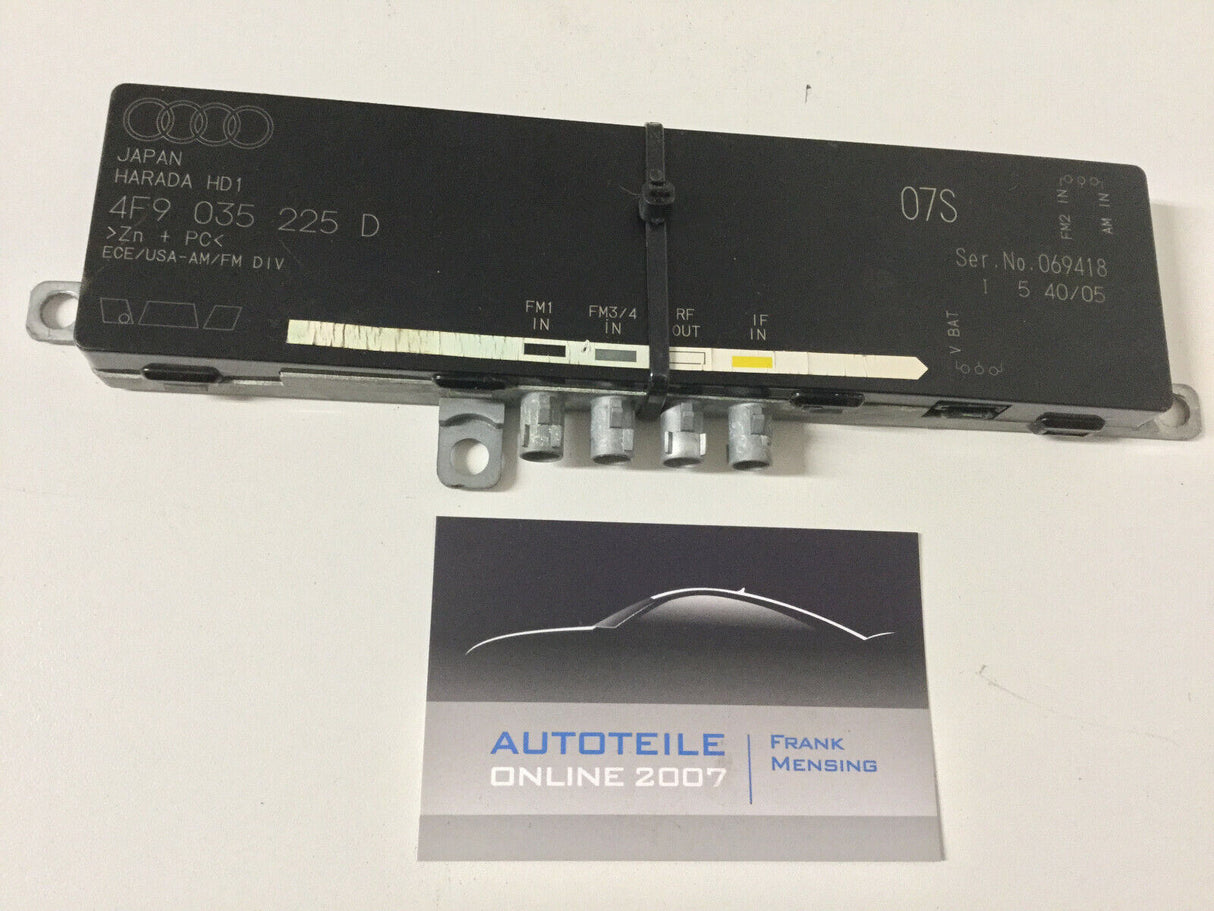 JAPAN
HARADA HD1
4F9 035 225 D
>Zn + PC<
ECE/USA-AM/FM DIV
FM1
IN
FM3/4
IN
RF
OUT
IF
IN
07S
Ser.No.069418
1 5 40/05
V BAT
FM2 IN
AM IN
AUTOTEILE
ONLINE 2007
FRANK
MENSING